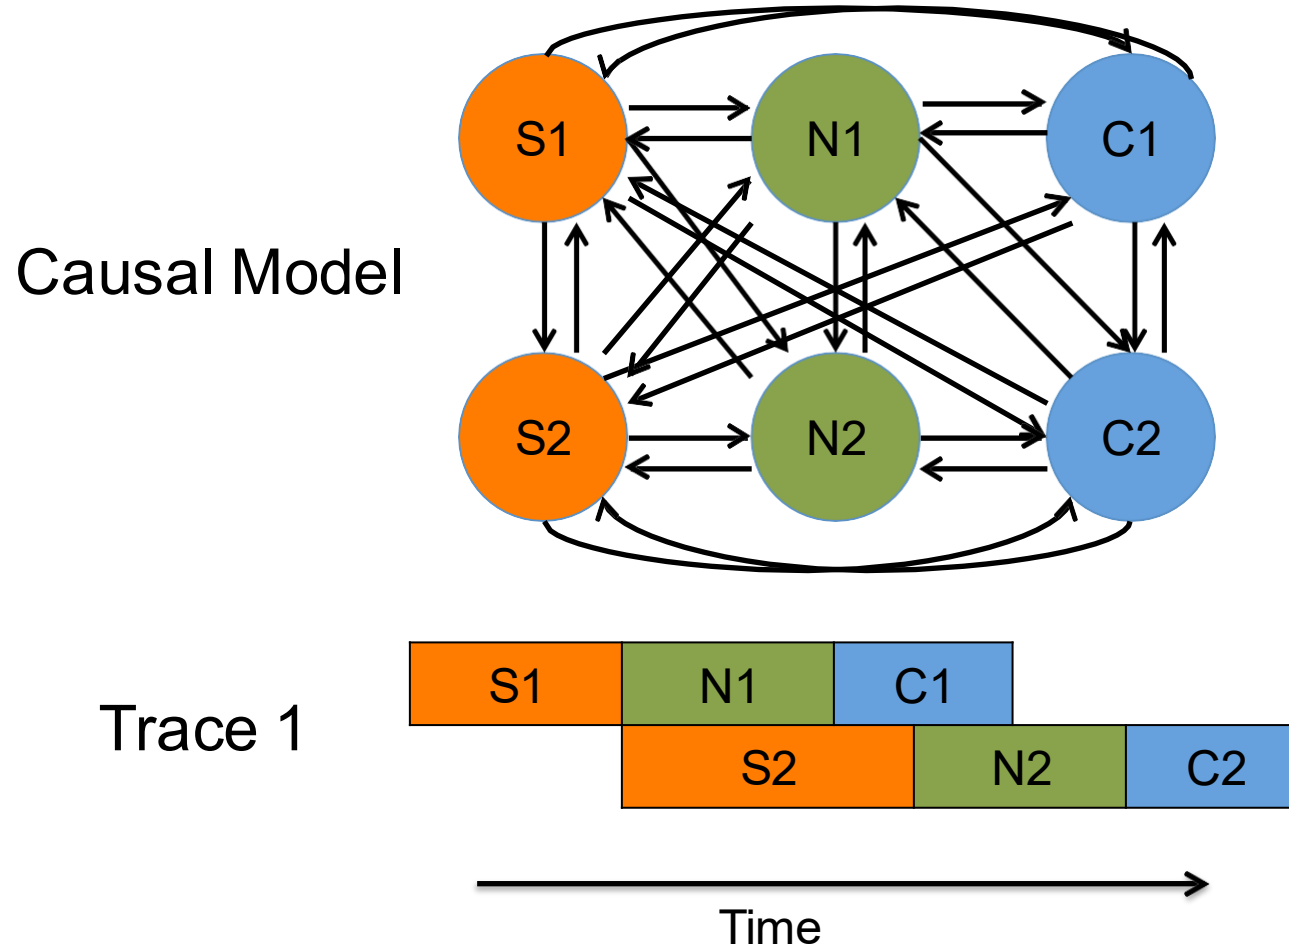 S1 N1 C1
Causal Model
S2 N2 C2
S1 N1 C1
Trace 1
S2 N2 C2
Time